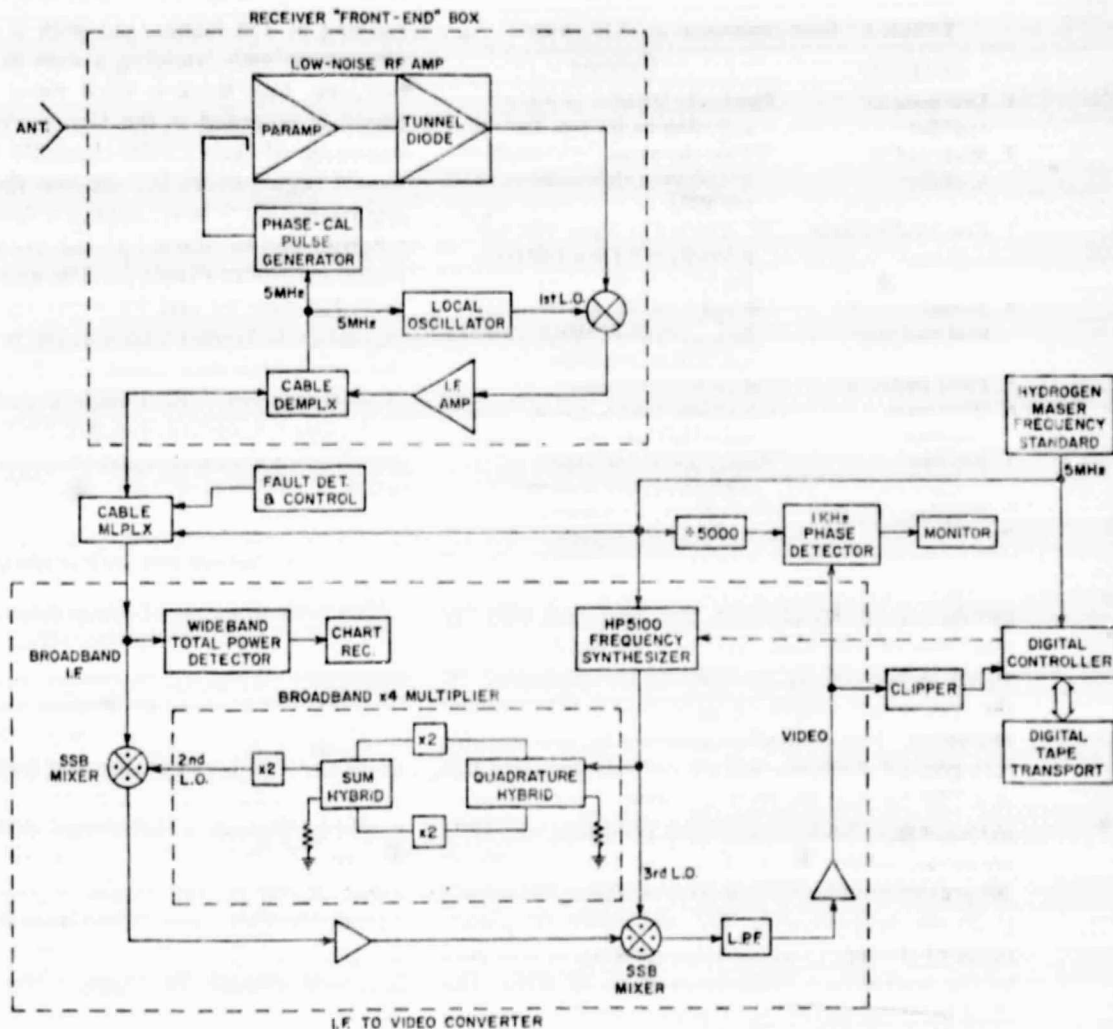 RECEIVER "FRONT-END" BOX
LOW-NOISE RF AMP
ANT.
PARAMP
TUNNEL
DIODE
PHASE-CAL
PULSE
GENERATOR
5MHz
5MHz
LOCAL
OSCILLATOR
1st L.O.
CABLE
DEMPLX
I.F.
AMP
HYDROGEN
MASER
FREQUENCY
STANDARD
5MHz
FAULT DET.
& CONTROL
CABLE
MLPLX
÷5000
1KHz
PHASE
DETECTOR
MONITOR
WIDEBAND
TOTAL POWER
DETECTOR
CHART
REC.
HP5100
FREQUENCY
SYNTHESIZER
DIGITAL
CONTROLLER
BROADBAND
I.F.
CLIPPER
BROADBAND x4 MULTIPLIER
VIDEO
DIGITAL
TAPE
TRANSPORT
SSB
MIXER
2nd
L.O.
x2
SUM
HYBRID
x2
x2
QUADRATURE
HYBRID
3rd L.O.
L.P.F.
SSB
MIXER
I.F. TO VIDEO CONVERTER